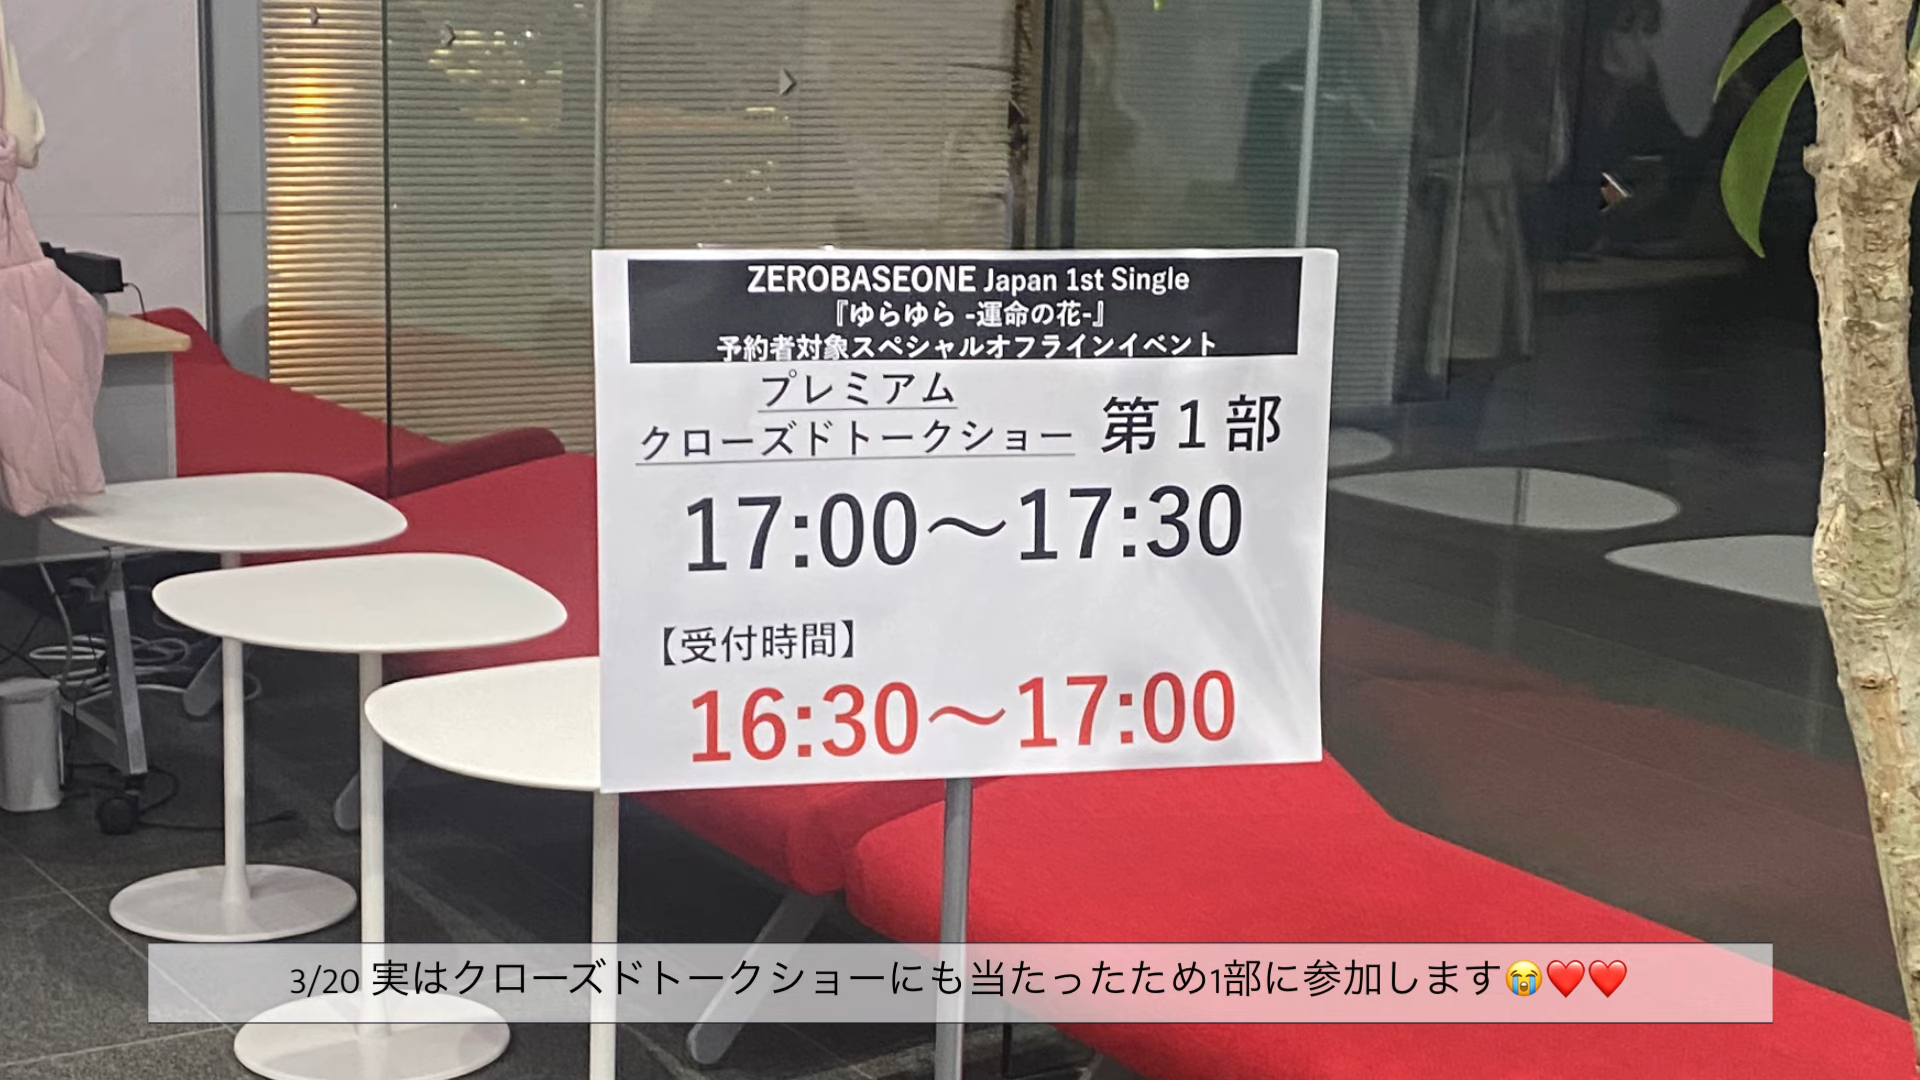 ZEROBASEONE Japan 1st Single
『ゆらゆら -運命の花-』
予約者対象スペシャルオフラインイベント
プレミアム
クローズドトークショー 第1部
17:00〜17:30
【受付時間】
16:30〜17:00
3/20 実はクローズドトークショーにも当たったため1部に参加します😭❤️❤️